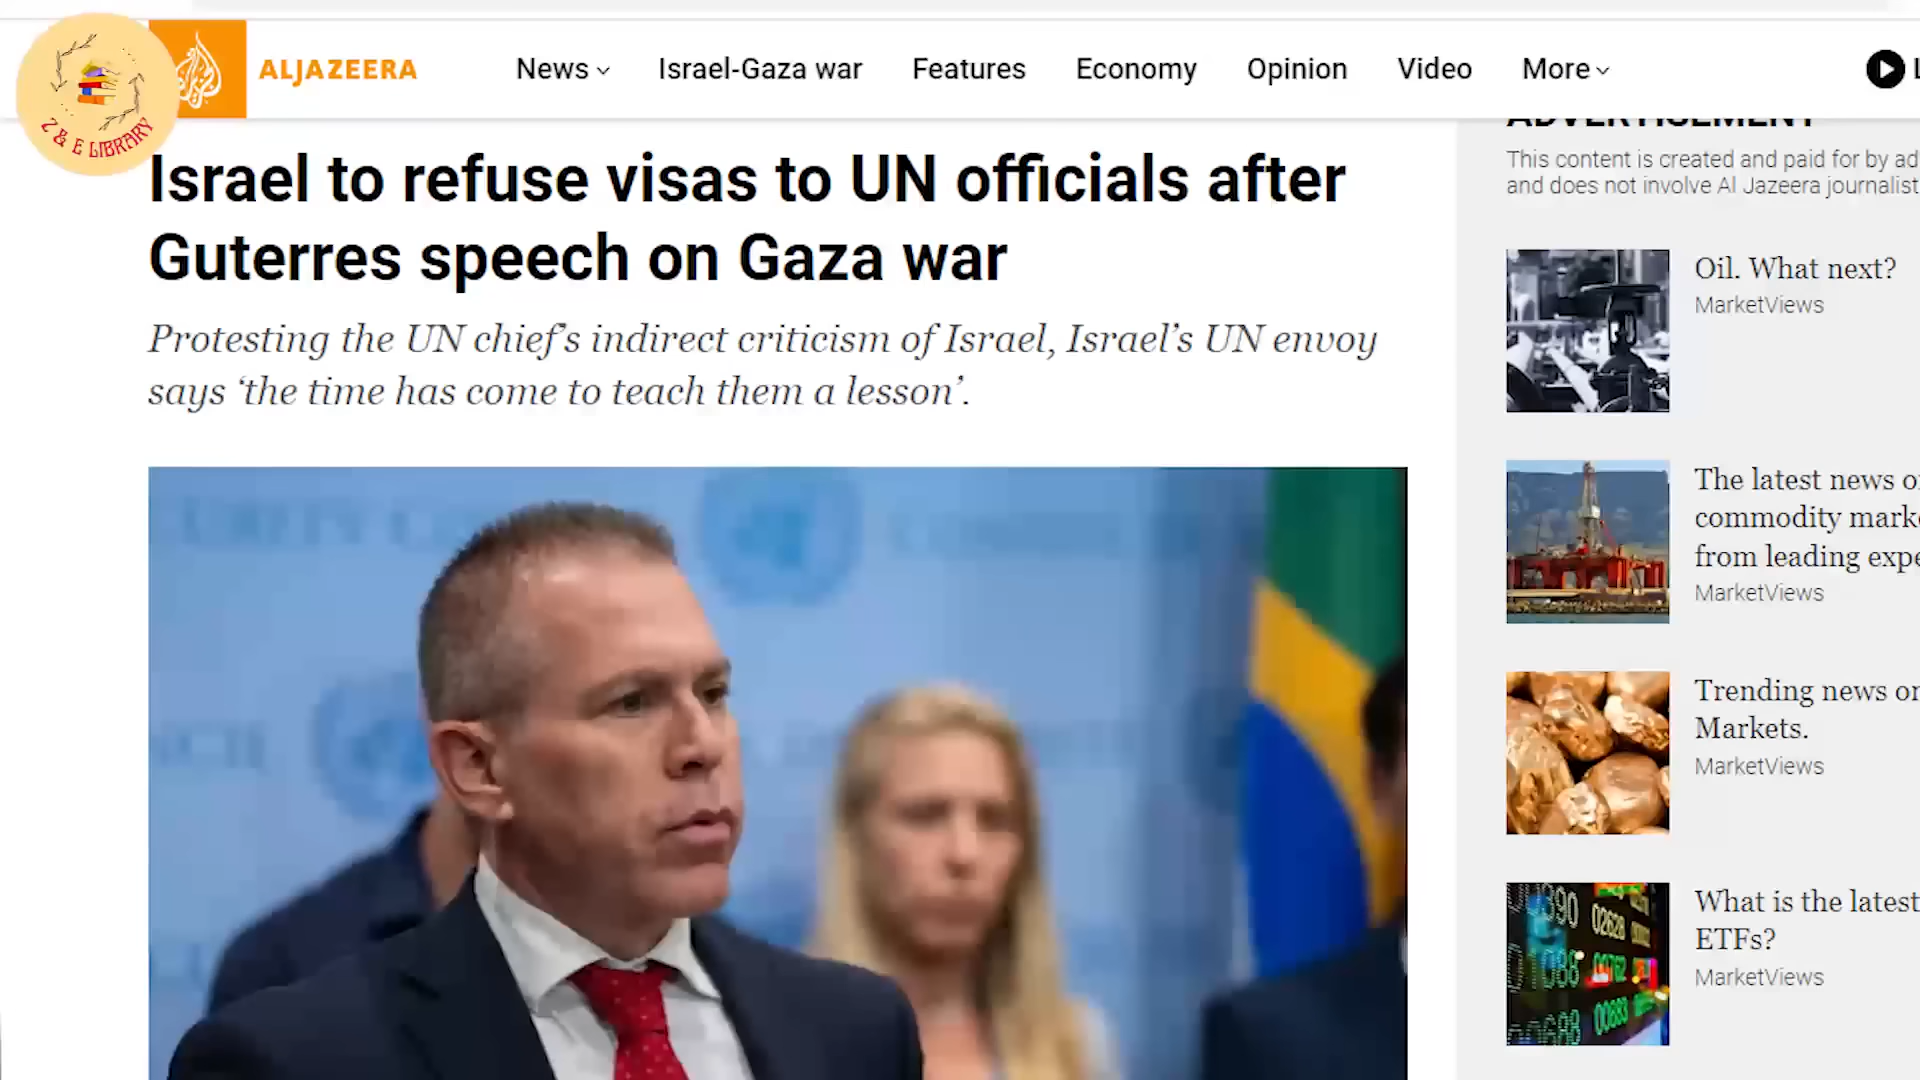 Z & E LIBRARY
ALJAZEERA
News
Israel-Gaza war
Features
Economy
Opinion
Video
More
ADVERTISEMENT
This content is created and paid for by
and does not involve Al Jazeera
Israel to refuse visas to UN officials after
Guterres speech on Gaza war
Protesting the UN chief’s indirect criticism of Israel, Israel’s UN envoy
says ‘the time has come to teach them a lesson’.
Oil. What next?
MarketViews
The latest news
commodity
from leading
MarketViews
Trending news
Markets.
MarketViews
What is the latest
ETFs?
MarketViews